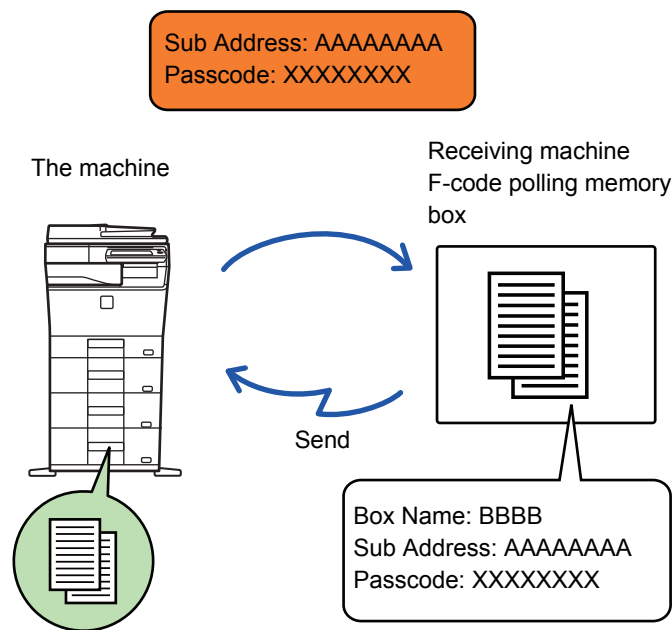 Sub Address: AAAAAAAA
Passcode: XXXXXXXX
The machine
Receiving machine
F-code polling memory
box
Send
Box Name: BBBB
Sub Address: AAAAAAAA
Passcode: XXXXXXXX